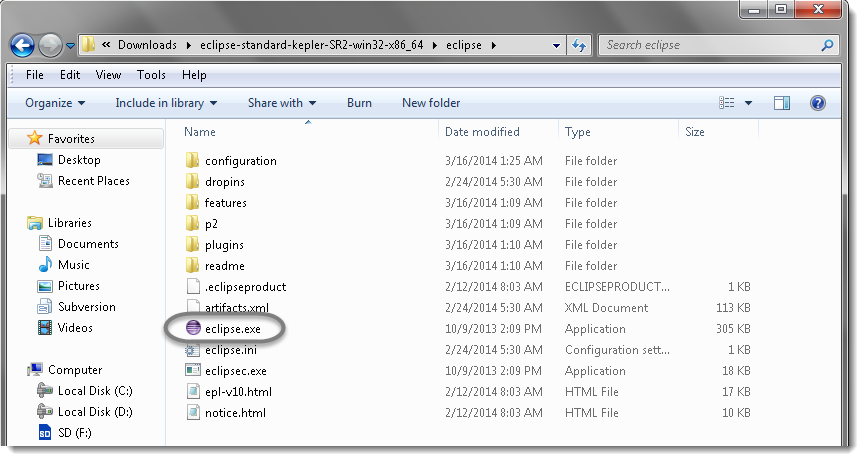 « Downloads ▸ eclipse-standard-kepler-SR2-win32-x86_64 ▸ eclipse ▸ Search eclipse
File Edit View Tools Help
Organize Include in library Share with Burn New folder
Name Date modified Type Size
Favorites
Desktop
Recent Places
Libraries
Documents
Music
Pictures
Subversion
Videos
Computer
Local Disk (C:)
Local Disk (D:)
SD (F:)
configuration 3/16/2014 1:25 AM File folder
dropins 2/24/2014 5:30 AM File folder
features 3/16/2014 1:09 AM File folder
p2 3/16/2014 1:09 AM File folder
plugins 3/16/2014 1:10 AM File folder
readme 3/16/2014 1:10 AM File folder
.eclipseproduct 2/12/2014 8:03 AM ECLIPSEPRODUCT... 1 KB
artifacts.xml 2/24/2014 5:30 AM XML Document 113 KB
eclipse.exe 10/9/2013 2:09 PM Application 305 KB
eclipse.ini 2/24/2014 5:30 AM Configuration sett... 1 KB
eclipsec.exe 10/9/2013 2:09 PM Application 18 KB
epl-v10.html 2/12/2014 8:03 AM HTML File 17 KB
notice.html 2/12/2014 8:03 AM HTML File 10 KB